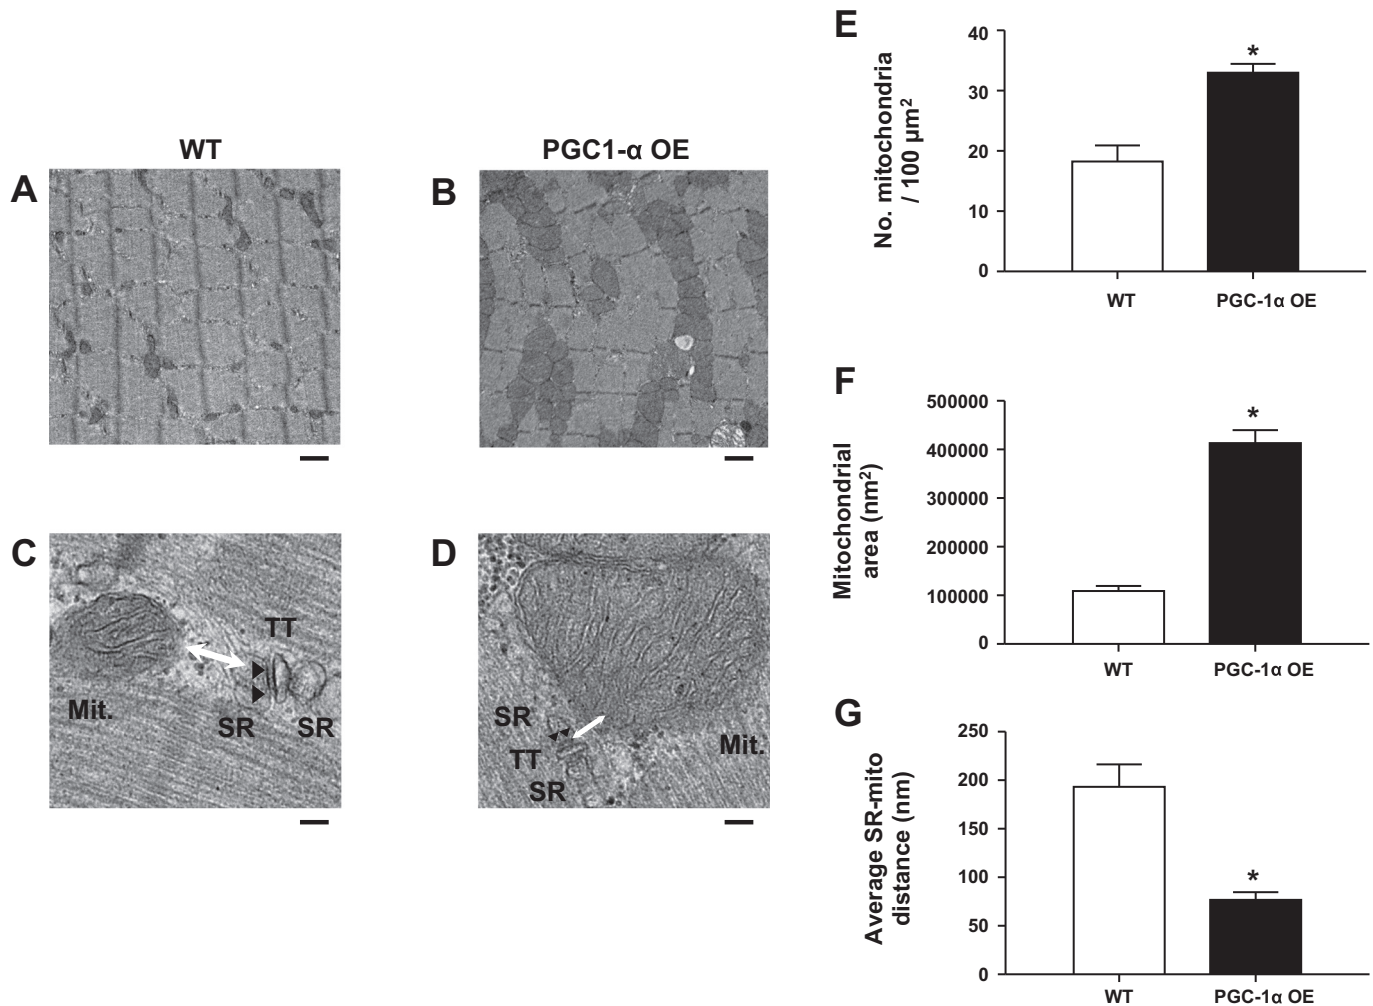 WT
PGC1-α OE
A
B
C
TT
Mit.
SR
SR
D
SR
TT
SR
Mit.
E
No. mitochondria
/ 100 μm²
40
30
20
10
0
*
WT
PGC-1α OE
F
Mitochondrial
area (nm²)
500000
400000
300000
200000
100000
0
*
WT
PGC-1α OE
G
Average SR-mito
distance (nm)
250
200
150
100
50
0
*
WT
PGC-1α OE